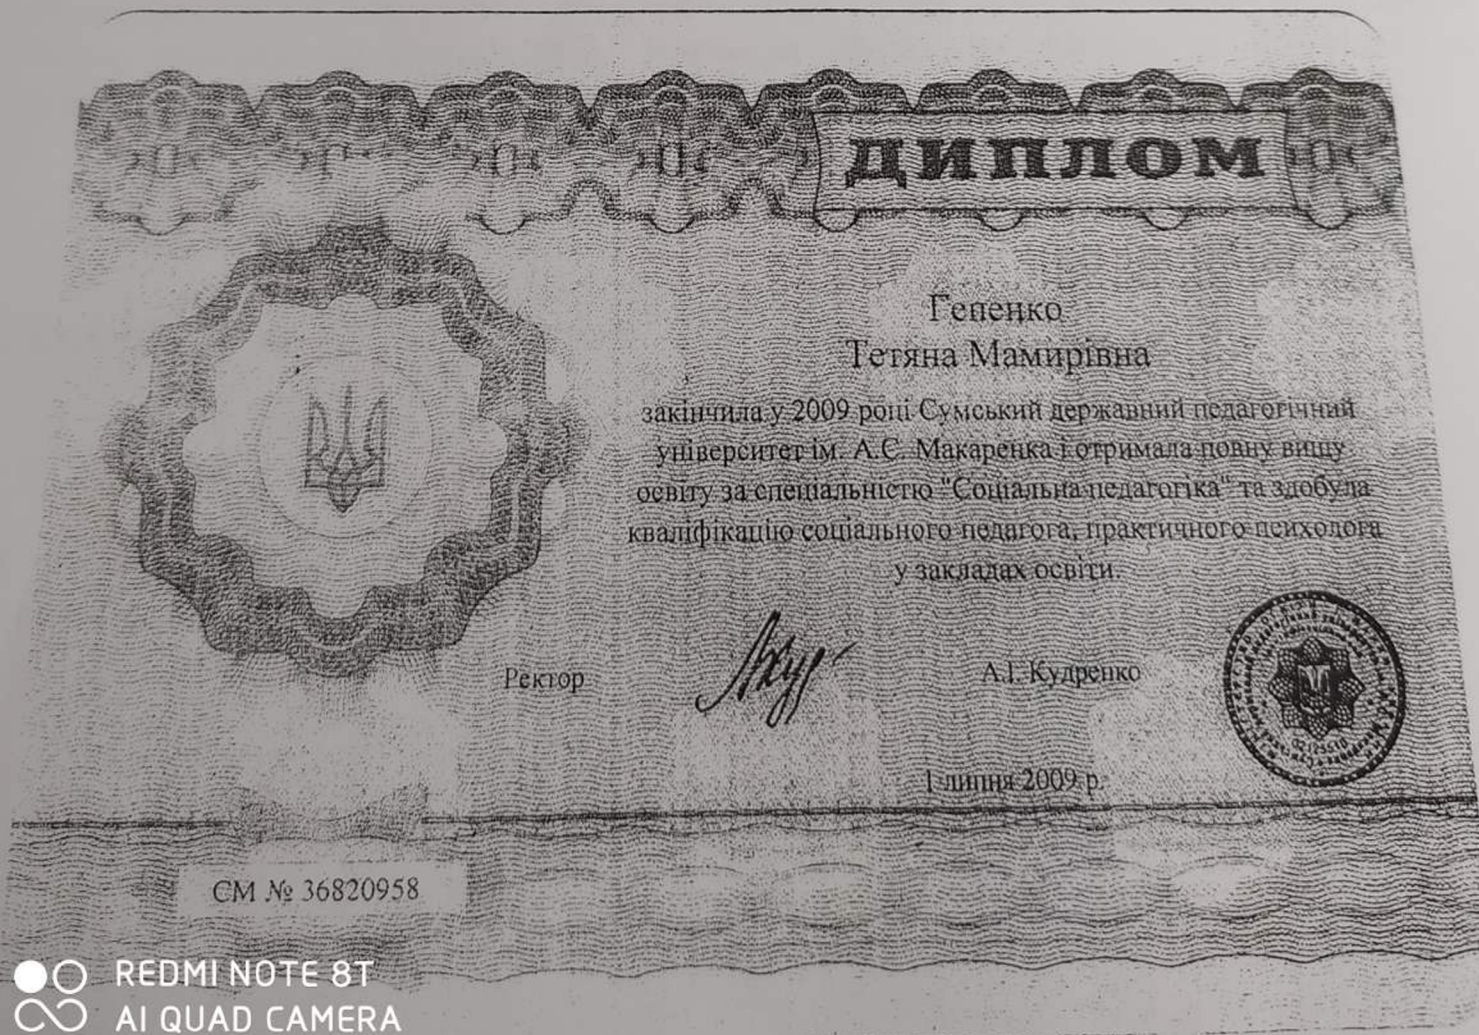 ДИПЛОМ
Гепенко
Тетяна Мамирівна
закінчила у 2009 році Сумський державний педагогічний
університет ім. А.С. Макаренка і отримала повну вищу
освіту за спеціальністю "Соціальна педагогіка" та здобула
кваліфікацію соціального педагога, практичного психолога
у закладах освіти.
Ректор
А.І. Кудренко
1 липня 2009 р.
СМ № 36820958
REDMI NOTE 8T
AI QUAD CAMERA